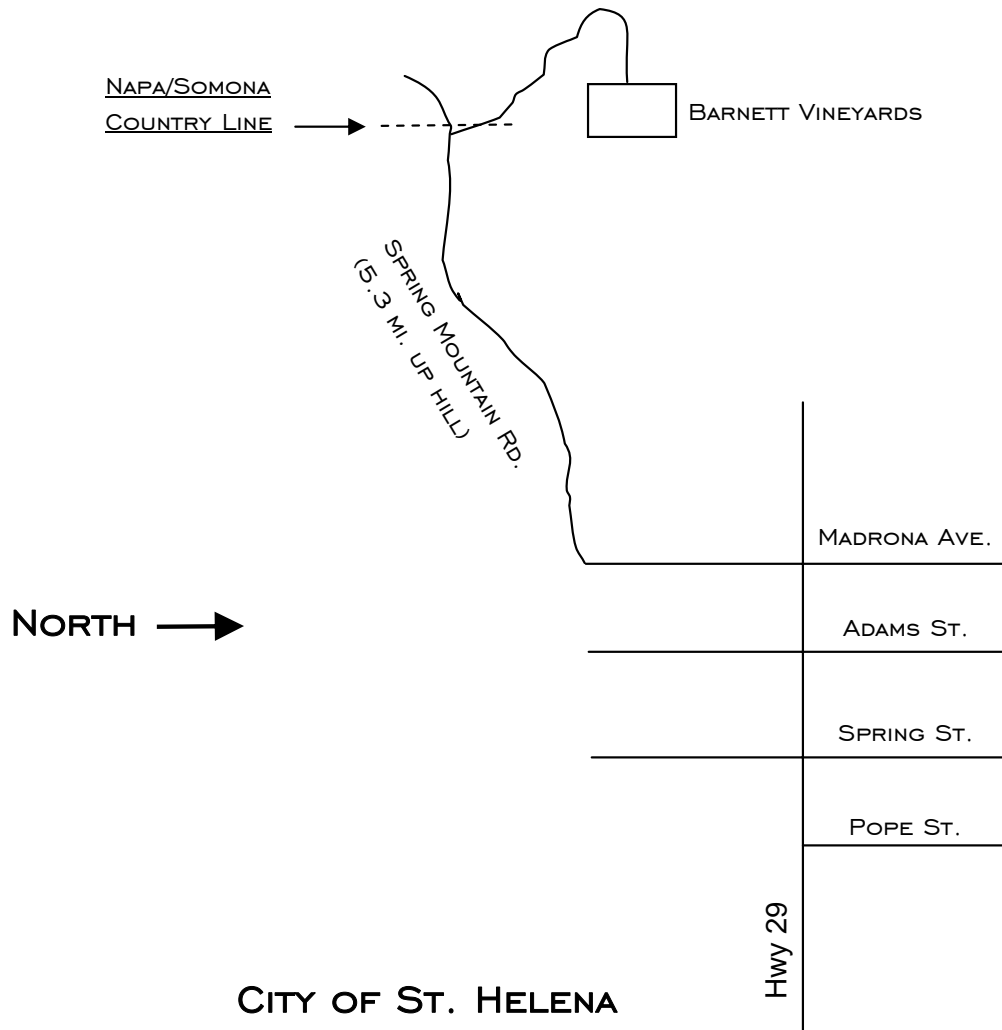 Napa/Somona
Country Line
Barnett Vineyards
Spring Mountain Rd.
(5.3 mi. up hill)
Madrona Ave.
North
Adams St.
Spring St.
Pope St.
Hwy 29
City of St. Helena